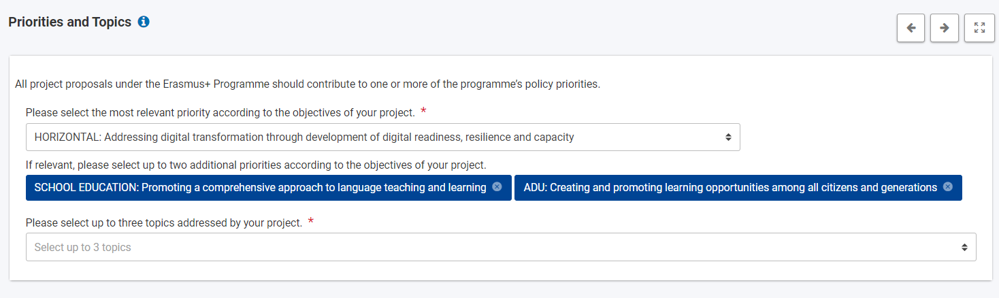 Priorities and Topics
All project proposals under the Erasmus+ Programme should contribute to one or more of the programme’s policy priorities.
Please select the most relevant priority according to the objectives of your project. *
HORIZONTAL: Addressing digital transformation through development of digital readiness, resilience and capacity
If relevant, please select up to two additional priorities according to the objectives of your project.
SCHOOL EDUCATION: Promoting a comprehensive approach to language teaching and learning ADU: Creating and promoting learning opportunities among all citizens and generations
Please select up to three topics addressed by your project. *
Select up to 3 topics